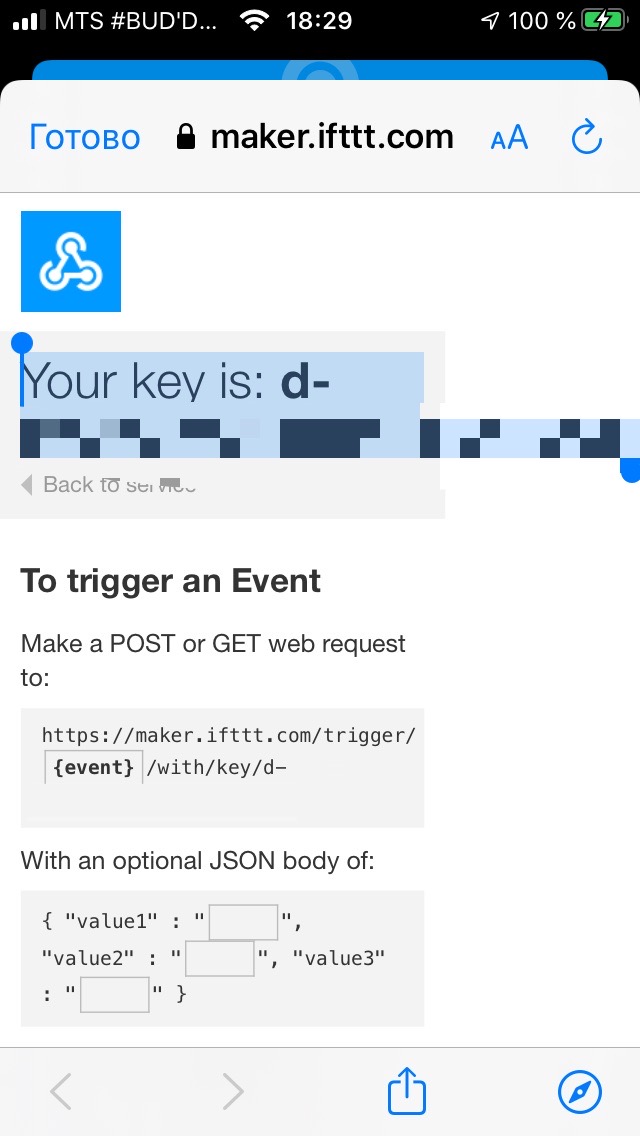 MTS #BUD'D... 18:29 100 %
Готово maker.ifttt.com AA
Your key is: d-
Back to service
To trigger an Event
Make a POST or GET web request
to:
https://maker.ifttt.com/trigger/
{event} /with/key/d-
With an optional JSON body of:
{ "value1" : " ",
"value2" : " ", "value3"
: " " }